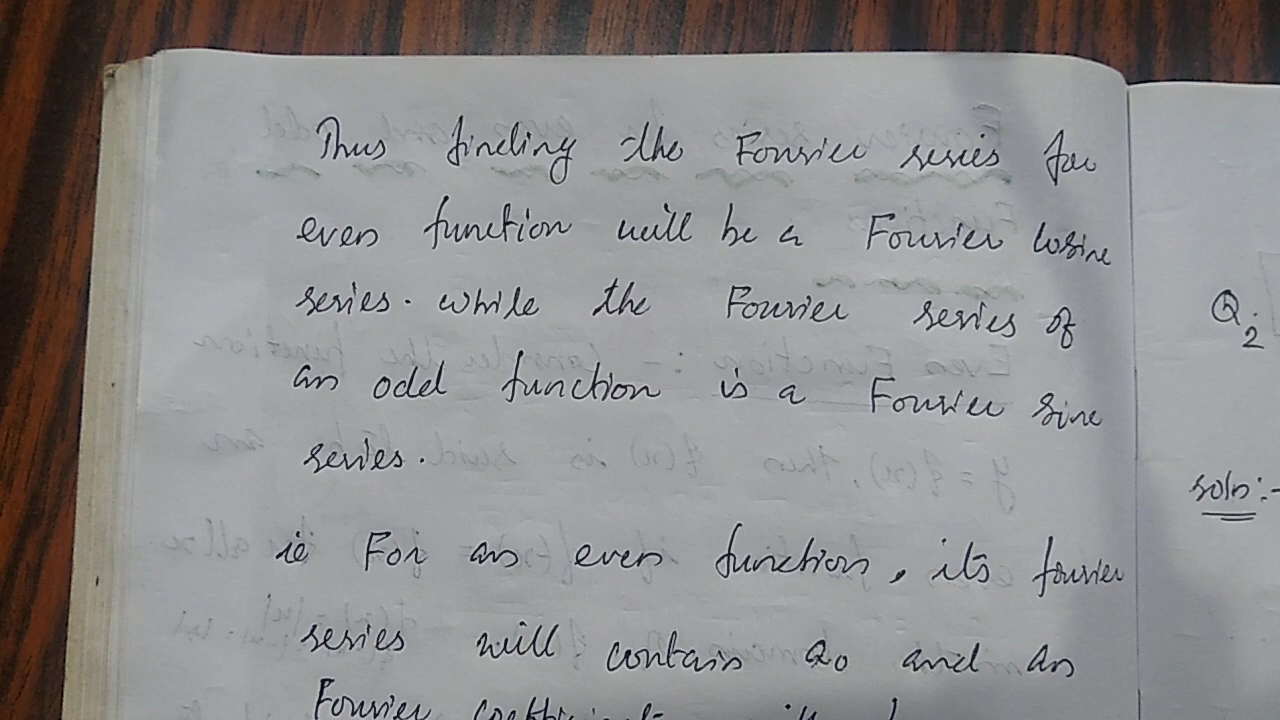 Thus finding the Fourier series for
even function will be a Fourier Cosine
series. while the Fourier series of
an odd function is a Fourier Sine
series.
ie For an even function, its fourier
series will contain a₀ and an
Fourier
Q₂.
soln:-